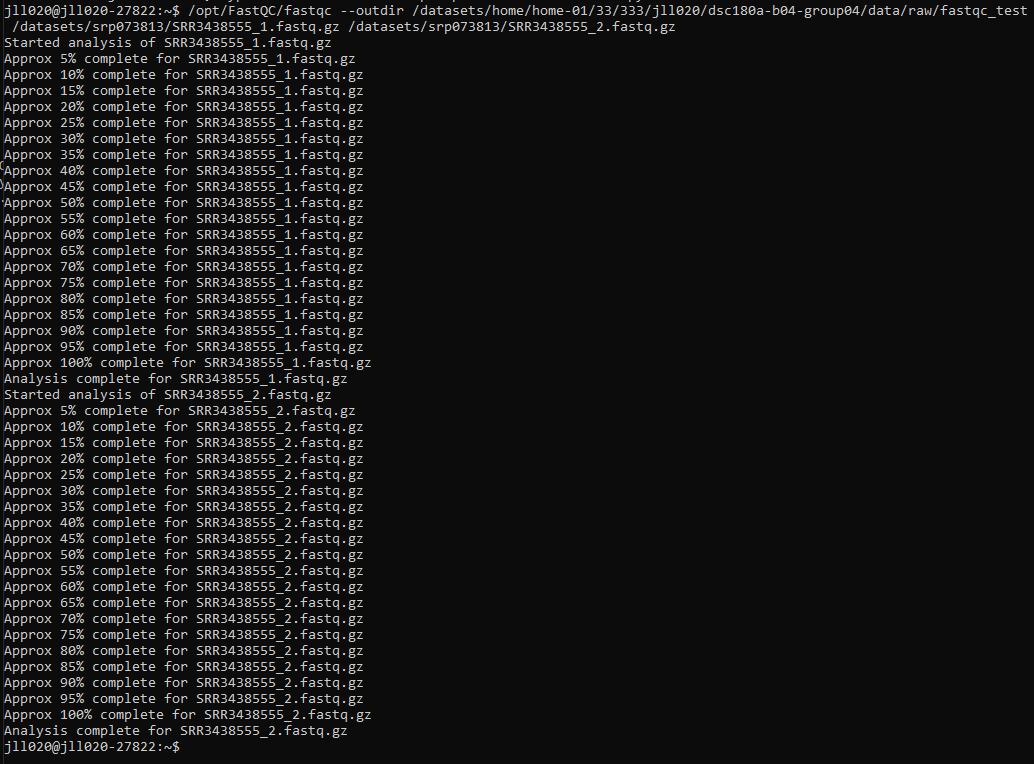 jll020@jll020-27822:~$ /opt/FastQC/fastqc --outdir /datasets/home/home-01/33/333/jll020/dsc180a-b04-group04/data/raw/fastqc_test
/datasets/srp073813/SRR3438555_1.fastq.gz /datasets/srp073813/SRR3438555_2.fastq.gz
Started analysis of SRR3438555_1.fastq.gz
Approx 5% complete for SRR3438555_1.fastq.gz
Approx 10% complete for SRR3438555_1.fastq.gz
Approx 15% complete for SRR3438555_1.fastq.gz
Approx 20% complete for SRR3438555_1.fastq.gz
Approx 25% complete for SRR3438555_1.fastq.gz
Approx 30% complete for SRR3438555_1.fastq.gz
Approx 35% complete for SRR3438555_1.fastq.gz
Approx 40% complete for SRR3438555_1.fastq.gz
Approx 45% complete for SRR3438555_1.fastq.gz
Approx 50% complete for SRR3438555_1.fastq.gz
Approx 55% complete for SRR3438555_1.fastq.gz
Approx 60% complete for SRR3438555_1.fastq.gz
Approx 65% complete for SRR3438555_1.fastq.gz
Approx 70% complete for SRR3438555_1.fastq.gz
Approx 75% complete for SRR3438555_1.fastq.gz
Approx 80% complete for SRR3438555_1.fastq.gz
Approx 85% complete for SRR3438555_1.fastq.gz
Approx 90% complete for SRR3438555_1.fastq.gz
Approx 95% complete for SRR3438555_1.fastq.gz
Approx 100% complete for SRR3438555_1.fastq.gz
Analysis complete for SRR3438555_1.fastq.gz
Started analysis of SRR3438555_2.fastq.gz
Approx 5% complete for SRR3438555_2.fastq.gz
Approx 10% complete for SRR3438555_2.fastq.gz
Approx 15% complete for SRR3438555_2.fastq.gz
Approx 20% complete for SRR3438555_2.fastq.gz
Approx 25% complete for SRR3438555_2.fastq.gz
Approx 30% complete for SRR3438555_2.fastq.gz
Approx 35% complete for SRR3438555_2.fastq.gz
Approx 40% complete for SRR3438555_2.fastq.gz
Approx 45% complete for SRR3438555_2.fastq.gz
Approx 50% complete for SRR3438555_2.fastq.gz
Approx 55% complete for SRR3438555_2.fastq.gz
Approx 60% complete for SRR3438555_2.fastq.gz
Approx 65% complete for SRR3438555_2.fastq.gz
Approx 70% complete for SRR3438555_2.fastq.gz
Approx 75% complete for SRR3438555_2.fastq.gz
Approx 80% complete for SRR3438555_2.fastq.gz
Approx 85% complete for SRR3438555_2.fastq.gz
Approx 90% complete for SRR3438555_2.fastq.gz
Approx 95% complete for SRR3438555_2.fastq.gz
Approx 100% complete for SRR3438555_2.fastq.gz
Analysis complete for SRR3438555_2.fastq.gz
jll020@jll020-27822:~$